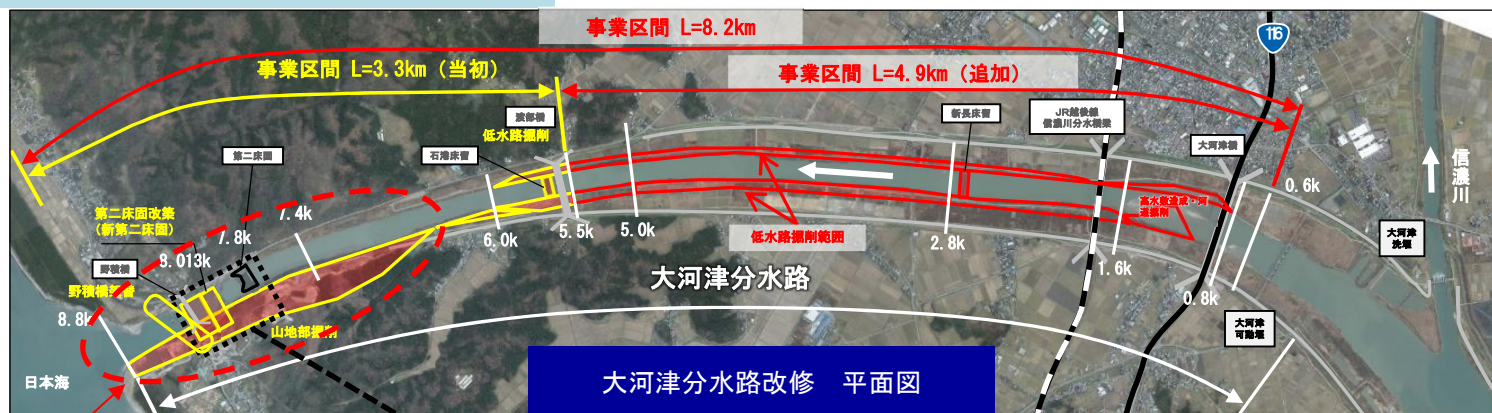 事業区間 L=8.2km
116
事業区間 L=3.3km（当初）
事業区間 L=4.9km（追加）
渡部橋
低水路掘削
新長床留
JR越後線
信濃川分水橋梁
大河津橋
第二床固
石港床留
信濃川
0.6k
第二床固改築
（新第二床固）
7.4k
7.8k
8.013k
6.0k
5.5k
5.0k
低水路掘削範囲
2.8k
高水敷造成・河
道掘削
1.6k
0.8k
大河津
洗堰
野積橋
野積橋架替
8.8k
大河津分水路
山地部掘削
大河津
可動堰
日本海
大河津分水路改修 平面図